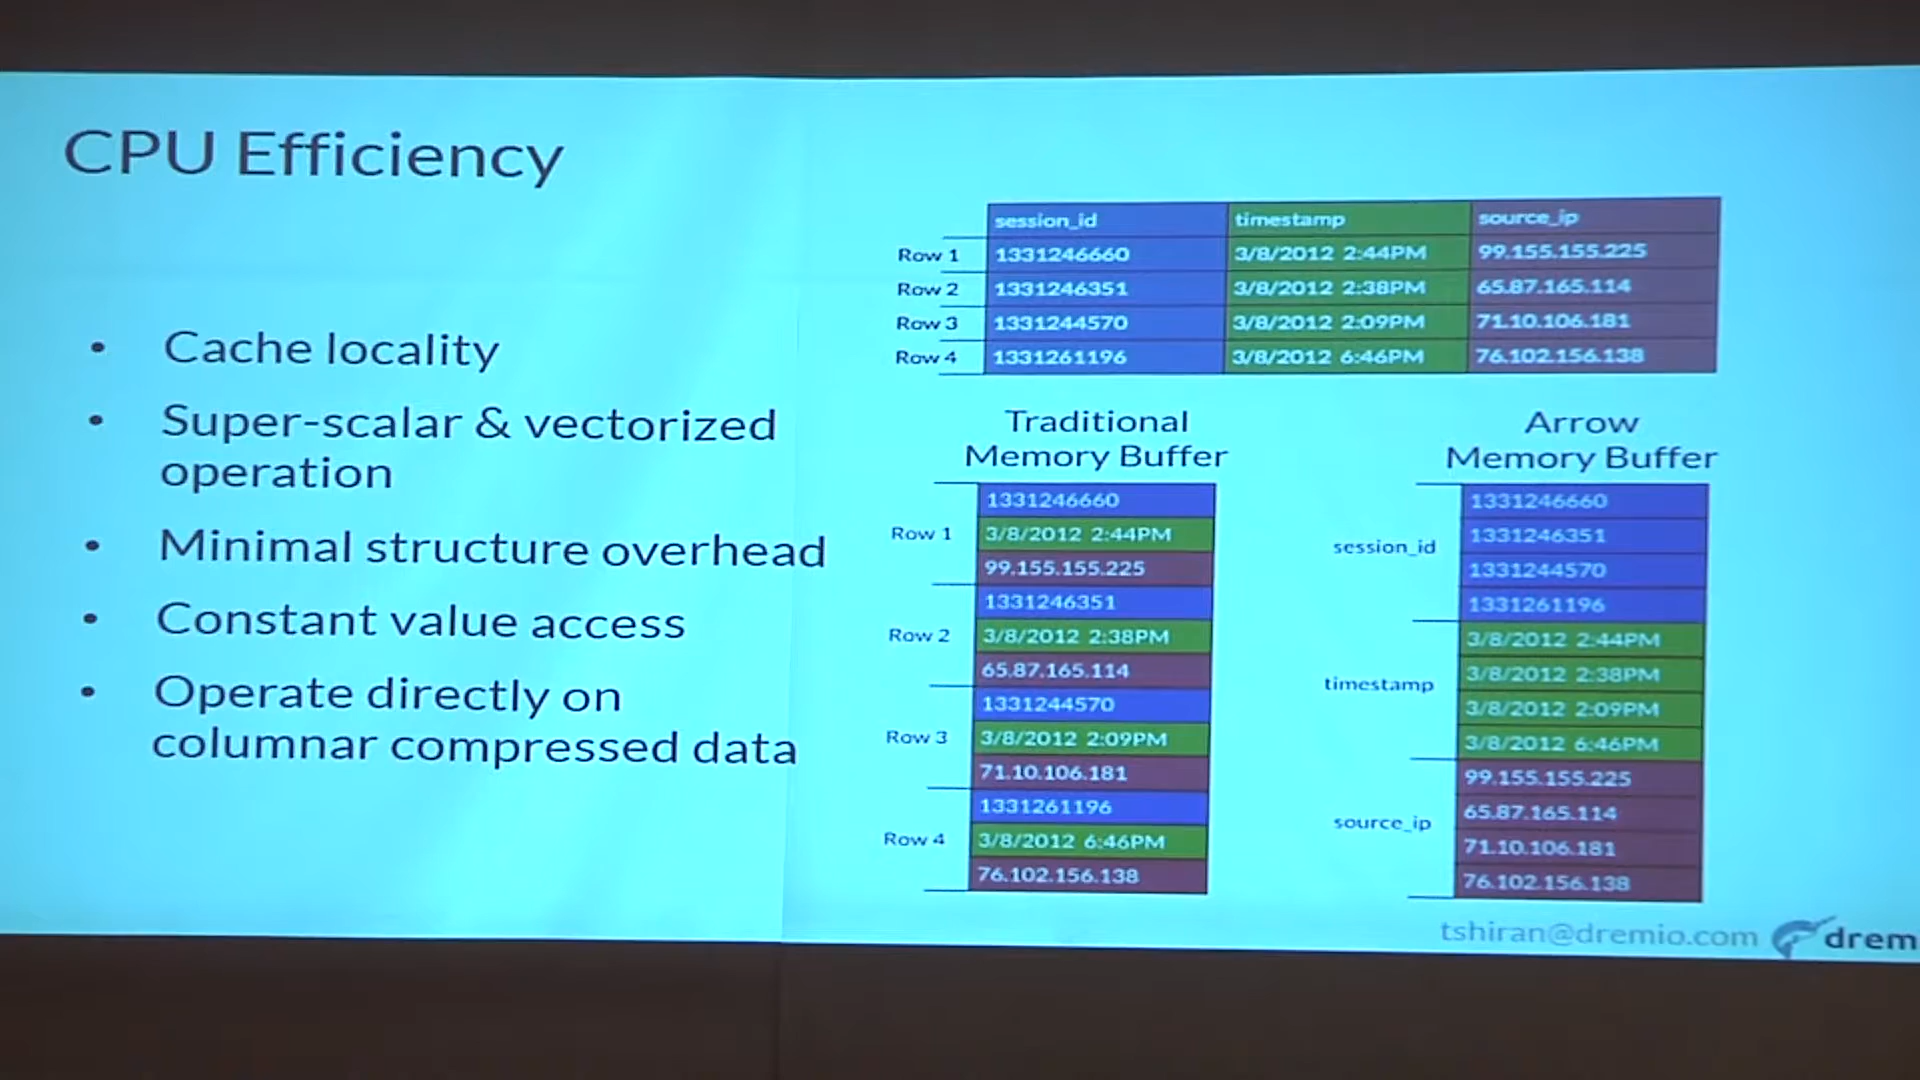 CPU Efficiency
• Cache locality
• Super-scalar & vectorized
operation
• Minimal structure overhead
• Constant value access
• Operate directly on
columnar compressed data
session_id timestamp source_ip
Row 1 1331246660 3/8/2012 2:44PM 99.155.155.225
Row 2 1331246351 3/8/2012 2:38PM 65.87.165.114
Row 3 1331244570 3/8/2012 2:09PM 71.10.106.181
Row 4 1331261196 3/8/2012 6:46PM 76.102.156.138
Traditional
Memory Buffer
Row 1
1331246660
3/8/2012 2:44PM
99.155.155.225
Row 2
1331246351
3/8/2012 2:38PM
65.87.165.114
Row 3
1331244570
3/8/2012 2:09PM
71.10.106.181
Row 4
1331261196
3/8/2012 6:46PM
76.102.156.138
Arrow
Memory Buffer
session_id
1331246660
1331246351
1331244570
1331261196
timestamp
3/8/2012 2:44PM
3/8/2012 2:38PM
3/8/2012 2:09PM
3/8/2012 6:46PM
source_ip
99.155.155.225
65.87.165.114
71.10.106.181
76.102.156.138
tshiran@dremio.com drem